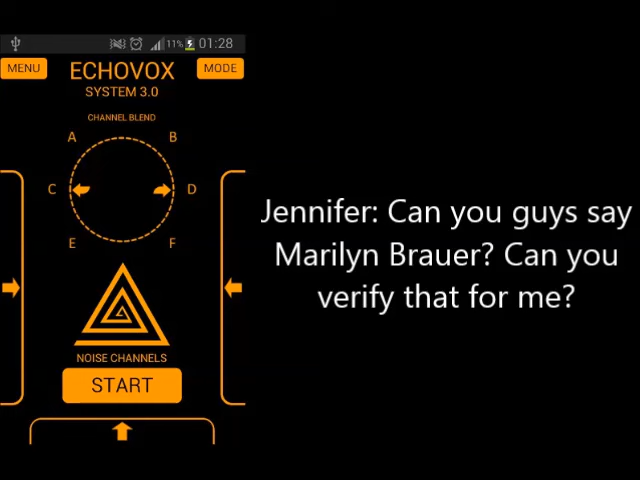 11% 01:28
MENU ECHOVOX MODE
SYSTEM 3.0
CHANNEL BLEND
A B
C D
E F
NOISE CHANNELS
START
Jennifer: Can you guys say
Marilyn Brauer? Can you
verify that for me?